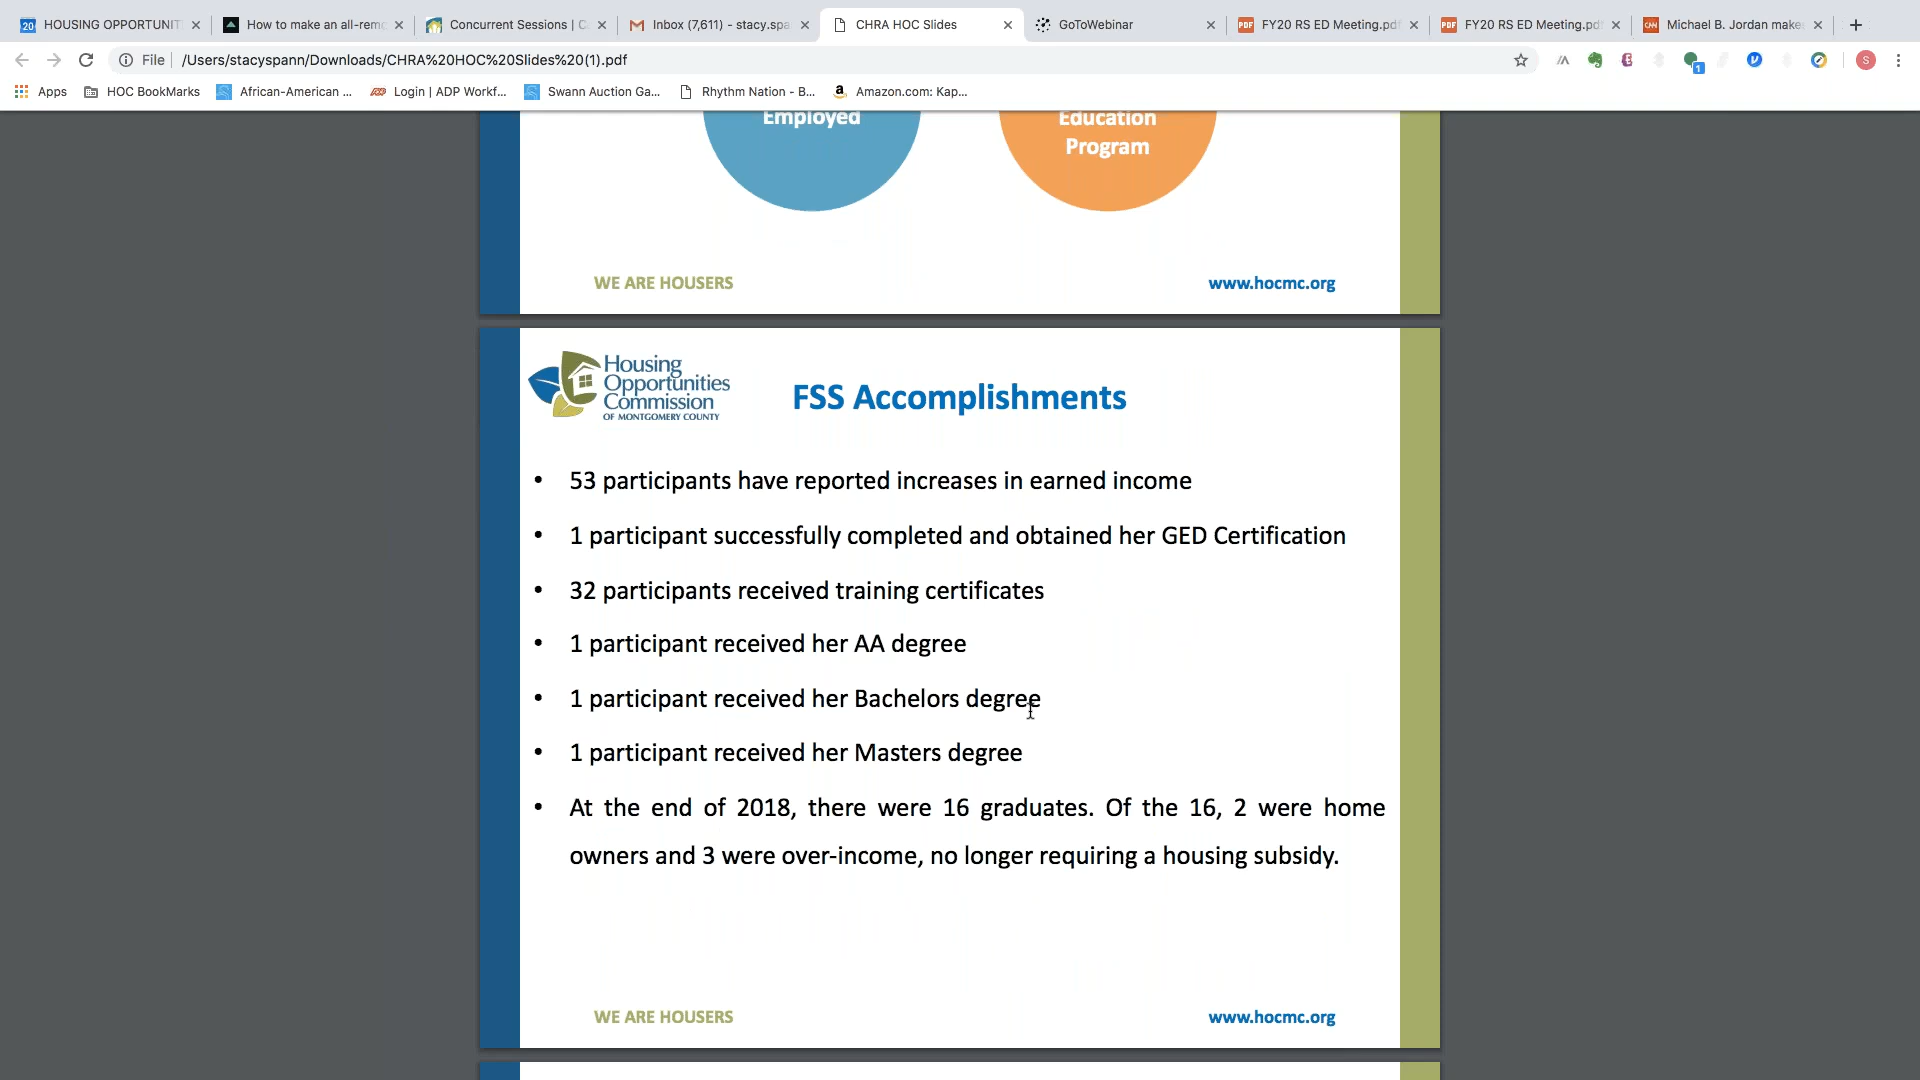 HOUSING OPPORTUNIT
How to make an all-remo
Concurrent Sessions | C
Inbox (7,611) - stacy.spa
CHRA HOC Slides
GoToWebinar
FY20 RS ED Meeting.pdf
FY20 RS ED Meeting.pdf
Michael B. Jordan make
File
/Users/stacyspann/Downloads/CHRA%20HOC%20Slides%20(1).pdf
Apps
HOC BookMarks
African-American ...
Login | ADP Workf...
Swann Auction Ga...
Rhythm Nation - B...
Amazon.com: Kap...
Employed
Education
Program
WE ARE HOUSERS
www.hocmc.org
Housing
Opportunities
Commission
OF MONTGOMERY COUNTY
FSS Accomplishments
• 53 participants have reported increases in earned income
• 1 participant successfully completed and obtained her GED Certification
• 32 participants received training certificates
• 1 participant received her AA degree
• 1 participant received her Bachelors degree
• 1 participant received her Masters degree
• At the end of 2018, there were 16 graduates. Of the 16, 2 were home
owners and 3 were over-income, no longer requiring a housing subsidy.
WE ARE HOUSERS
www.hocmc.org